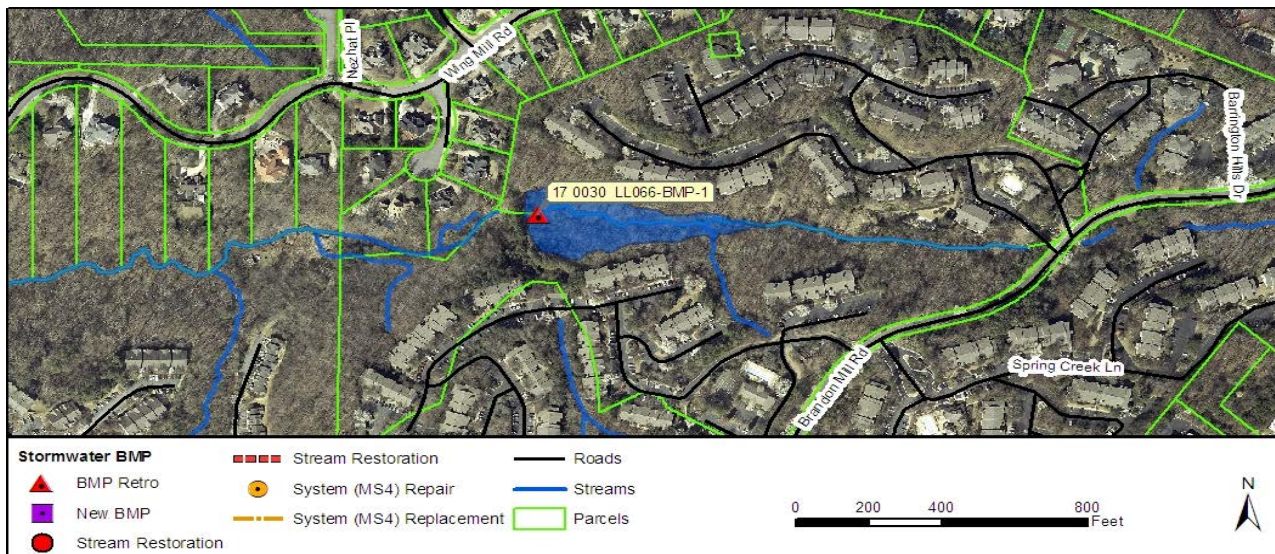 Nezhat Pl
Wing Mill Rd
Barrington Hills Dr
17 0030 LL066-BMP-1
Brandon Mill Rd
Spring Creek Ln
Stormwater BMP
BMP Retro
New BMP
Stream Restoration
Stream Restoration
System (MS4) Repair
System (MS4) Replacement
Roads
Streams
Parcels
0 200 400 800
Feet
N